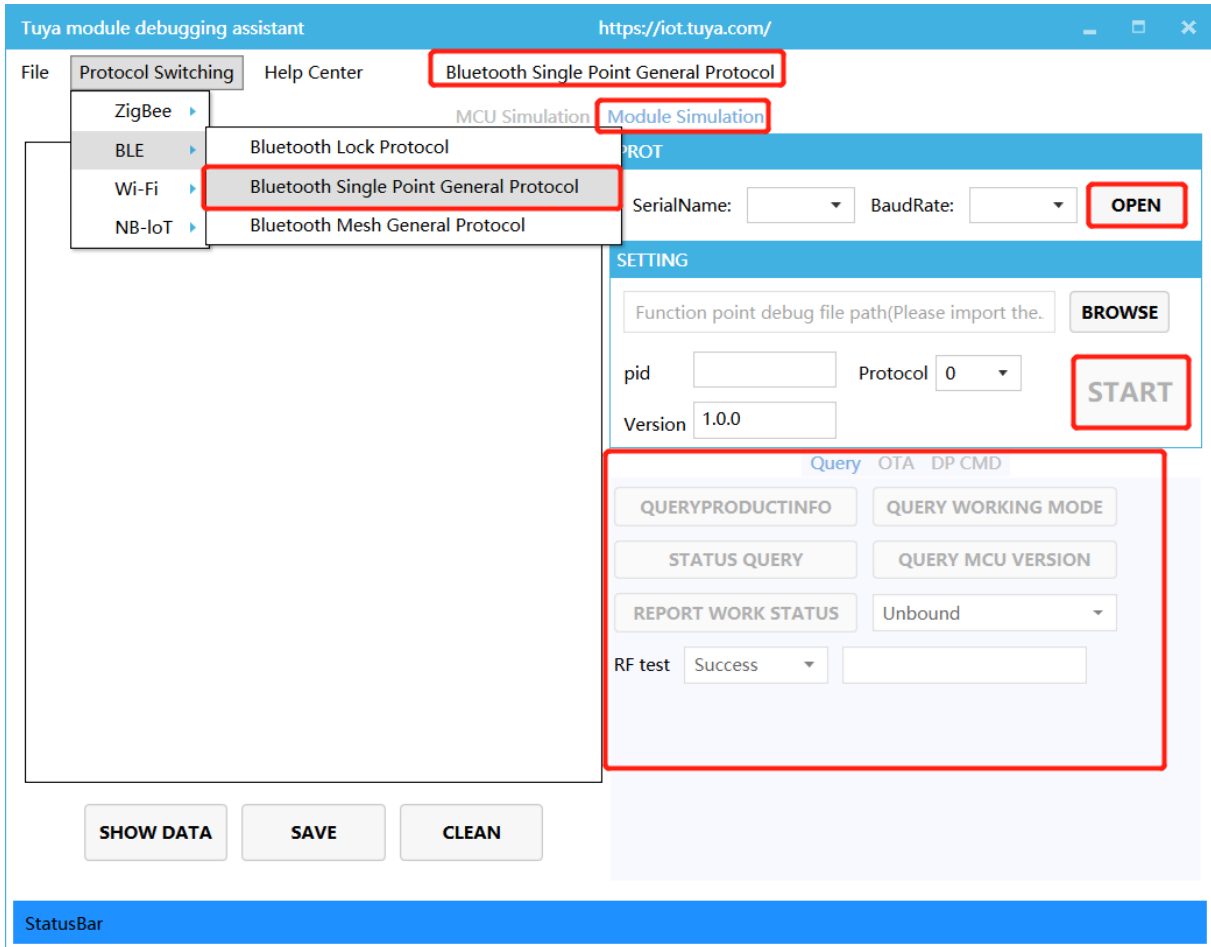 Tuya module debugging assistant https://iot.tuya.com/
File Protocol Switching Help Center Bluetooth Single Point General Protocol
ZigBee
MCU Simulation Module Simulation
BLE
Bluetooth Lock Protocol
PROT
Wi-Fi
Bluetooth Single Point General Protocol
SerialName: BaudRate: OPEN
NB-loT
Bluetooth Mesh General Protocol
SETTING
Function point debug file path(Please import the.. BROWSE
pid Protocol 0
START
Version 1.0.0
Query OTA DP CMD
QUERYPRODUCTINFO QUERY WORKING MODE
STATUS QUERY QUERY MCU VERSION
REPORT WORK STATUS Unbound
RF test Success
SHOW DATA SAVE CLEAN
StatusBar